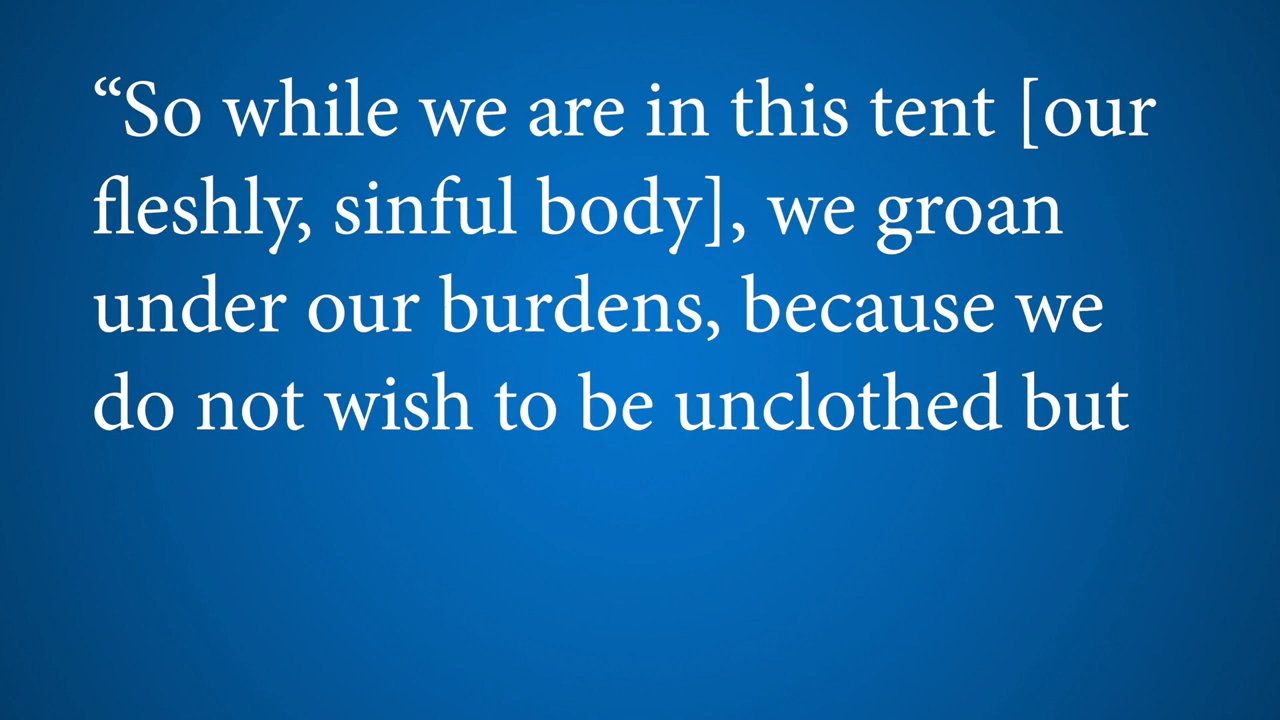 “So while we are in this tent [our
fleshly, sinful body], we groan
under our burdens, because we
do not wish to be unclothed but